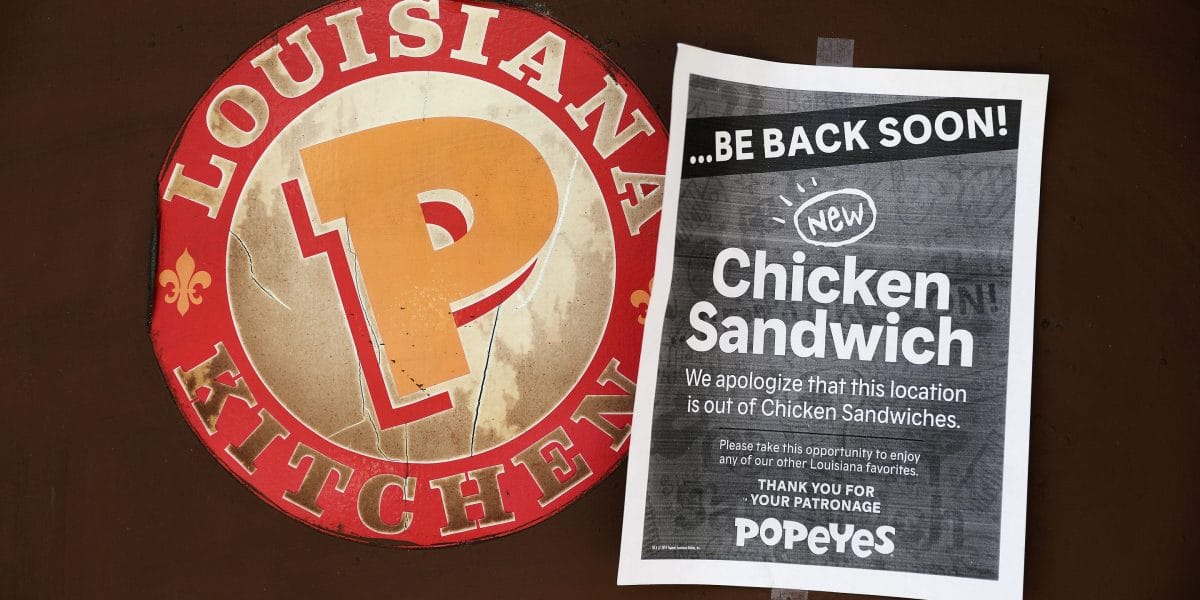 LOUISIANA
P
KITCHEN
...BE BACK SOON!
NEW
Chicken
Sandwich
We apologize that this location
is out of Chicken Sandwiches.
Please take this opportunity to enjoy
any of our other Louisiana favorites.
THANK YOU FOR
YOUR PATRONAGE
POPEYES